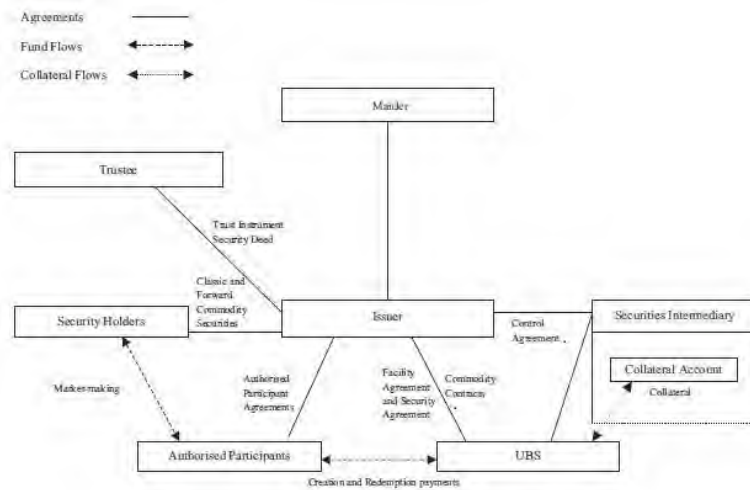 Agreements
Fund Flows
Collateral Flows
Trustee
Trust Instrument
Security Deed
Classic and
Forward
Commodity
Securities
Security Holders
Issuer
Control
Agreement
Securities Intermediary
Collateral Account
Collateral
Market-making
Authorised
Participant
Agreements
Facility
Agreement
and Security
Agreement
Commodity
Contracts
Authorised Participants
UBS
Creation and Redemption payments